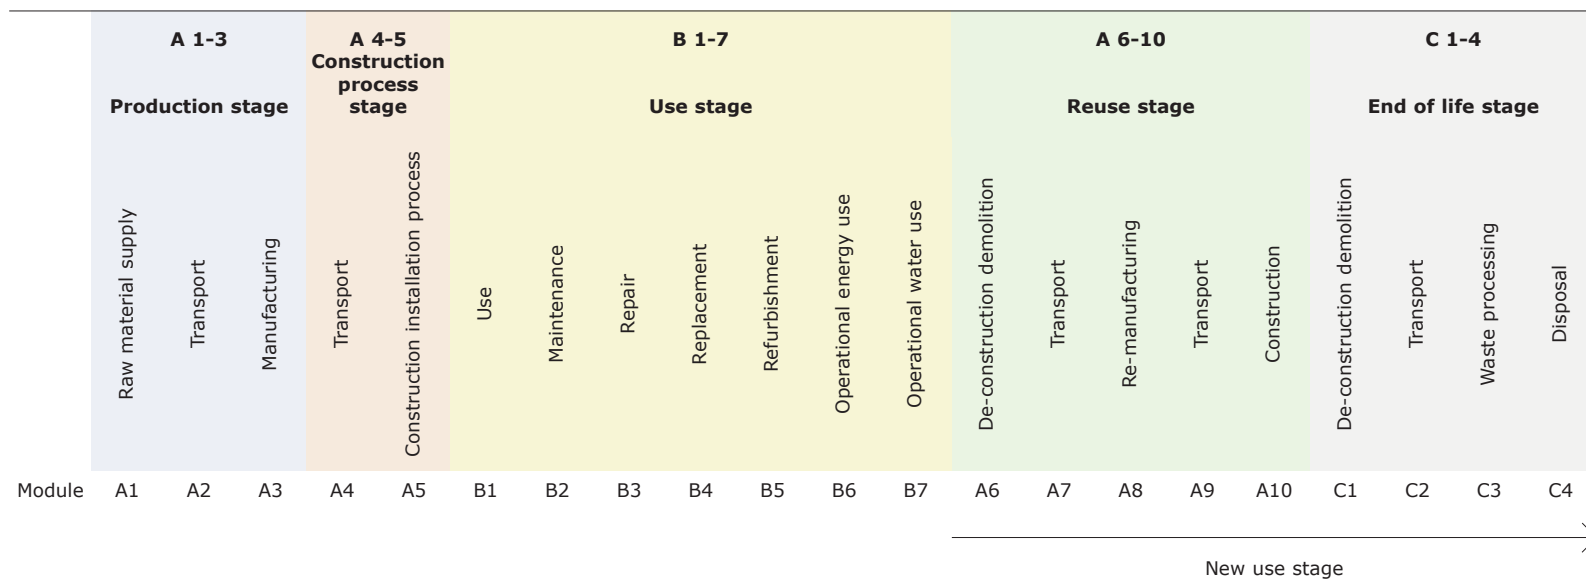 A 1-3
A 4-5
B 1-7
A 6-10
C 1-4
Construction
process
Production stage
stage
Use stage
Reuse stage
End of life stage
Raw material supply
Transport
Manufacturing
Transport
Construction installation process
Use
Maintenance
Repair
Replacement
Refurbishment
Operational energy use
Operational water use
De-construction demolition
Transport
Re-manufacturing
Transport
Construction
De-construction demolition
Transport
Waste processing
Disposal
Module A1 A2 A3 A4 A5 B1 B2 B3 B4 B5 B6 B7 A6 A7 A8 A9 A10 C1 C2 C3 C4
New use stage